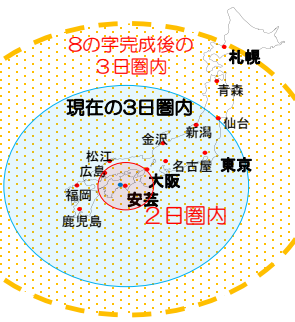 8の字完成後の
3日圏内
札幌
青森
現在の3日圏内
仙台
新潟
金沢
松江
名古屋
東京
広島
大阪
福岡
安芸
2日圏内
鹿児島